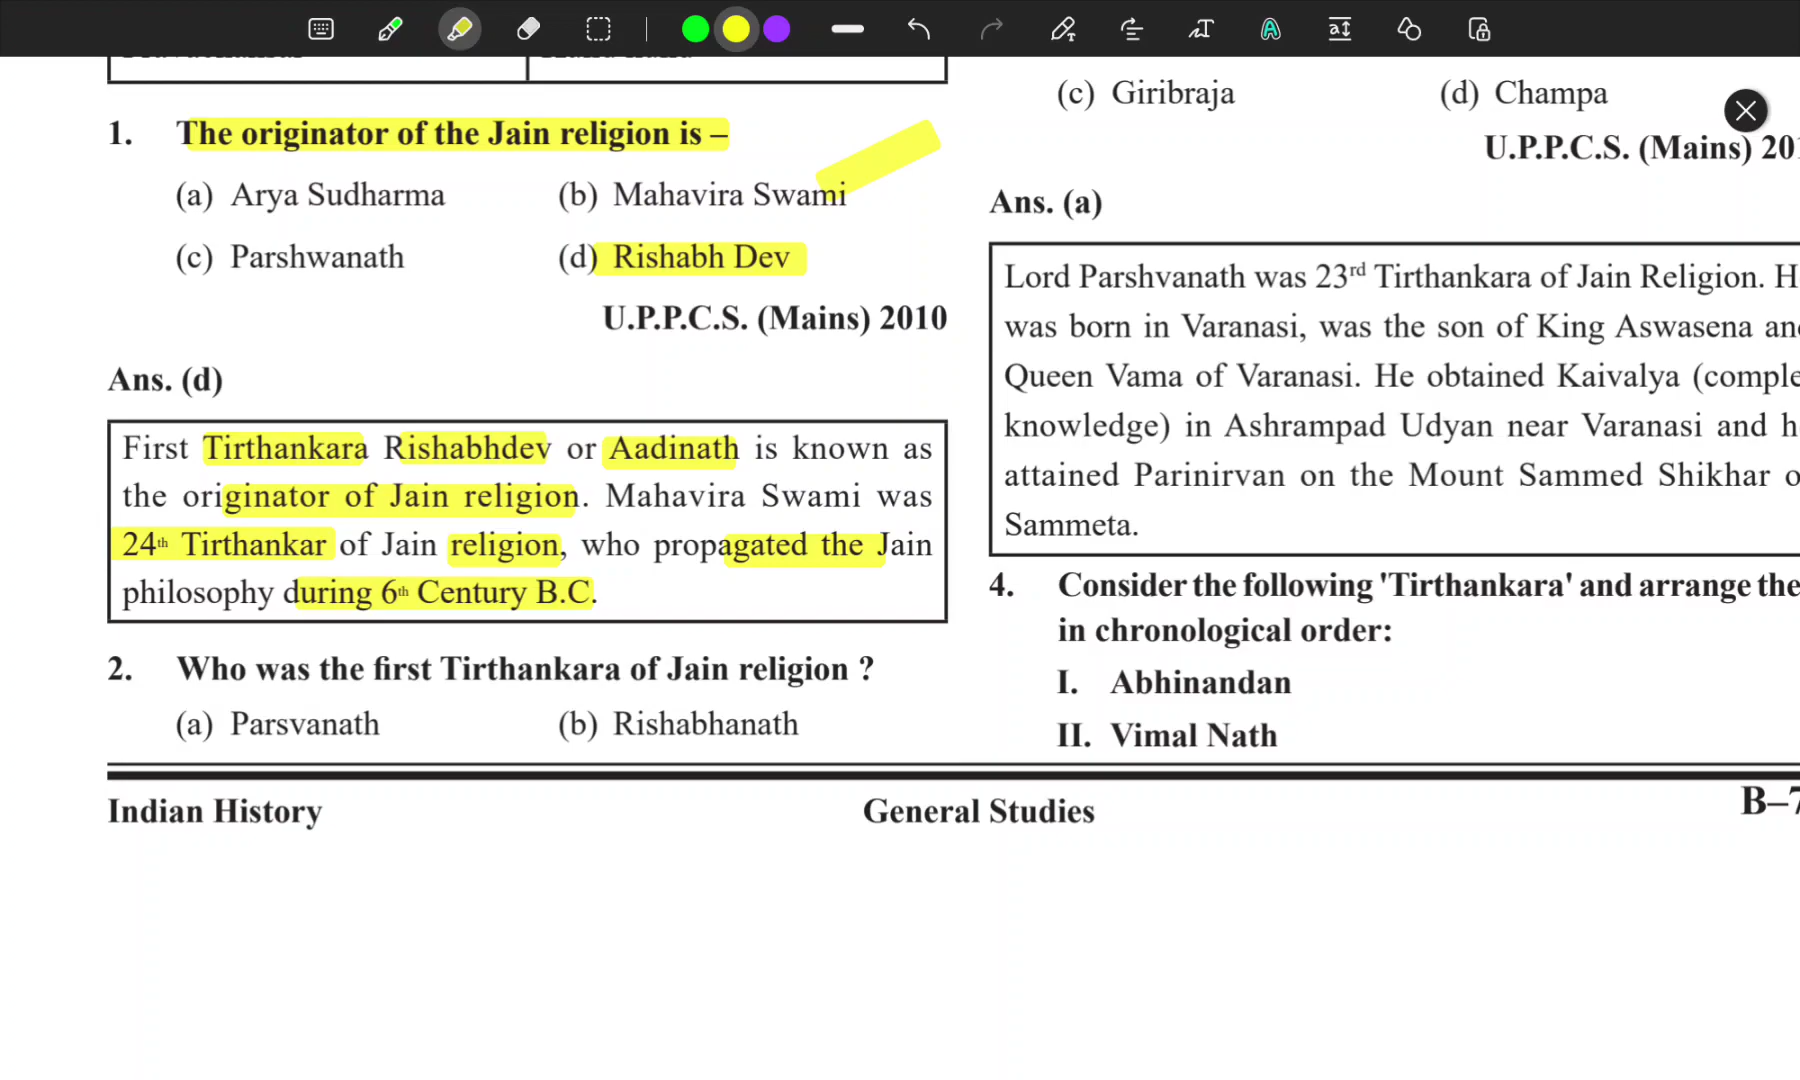 1. The originator of the Jain religion is –
(a) Arya Sudharma (b) Mahavira Swami
(c) Parshwanath (d) Rishabh Dev
U.P.P.C.S. (Mains) 2010
Ans. (d)
First Tirthankara Rishabhdev or Aadinath is known as
the originator of Jain religion. Mahavira Swami was
24th Tirthankar of Jain religion, who propagated the Jain
philosophy during 6th Century B.C.
2. Who was the first Tirthankara of Jain religion ?
(a) Parsvanath (b) Rishabhanath
(c) Giribraja (d) Champa
U.P.P.C.S. (Mains)
Ans. (a)
Lord Parshvanath was 23rd Tirthankara of Jain Religion. H
was born in Varanasi, was the son of King Aswasena an
Queen Vama of Varanasi. He obtained Kaivalya (comple
knowledge) in Ashrampad Udyan near Varanasi and h
attained Parinirvan on the Mount Sammed Shikhar o
Sammeta.
4. Consider the following 'Tirthankara' and arrange the
in chronological order:
I. Abhinandan
II. Vimal Nath
Indian History General Studies B–7